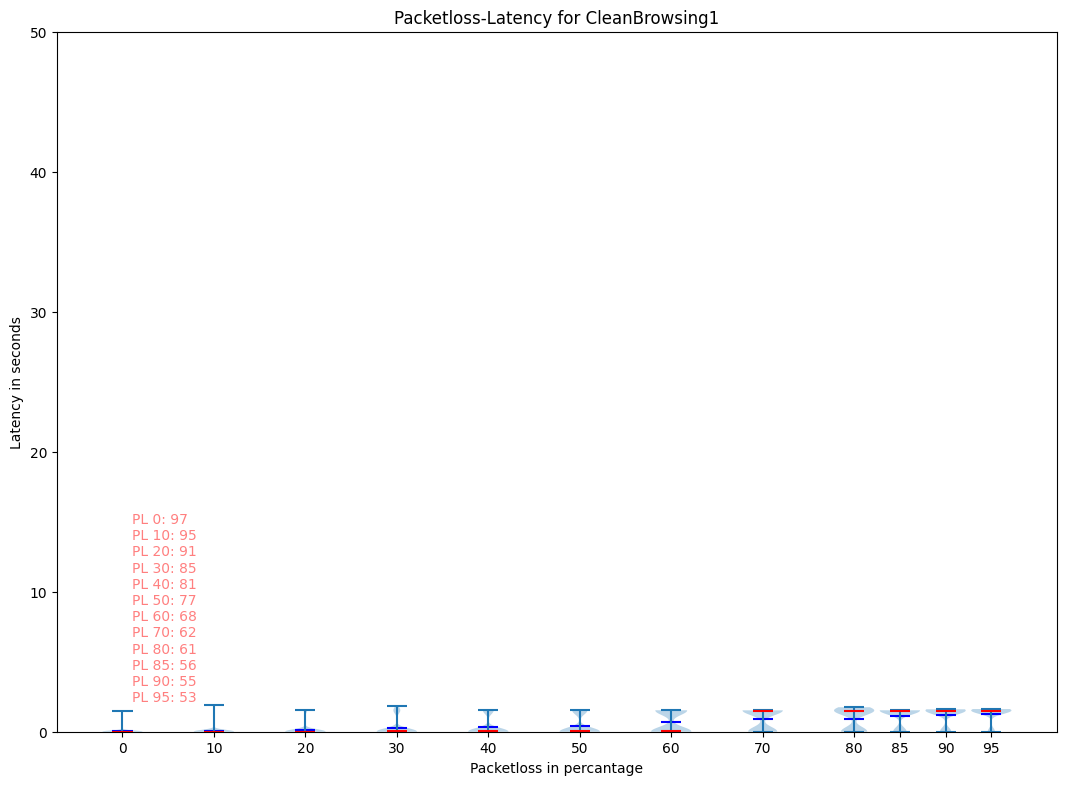 Packetloss-Latency for CleanBrowsing1
50
40
30
20
10
0
Latency in seconds
PL 0: 97
PL 10: 95
PL 20: 91
PL 30: 85
PL 40: 81
PL 50: 77
PL 60: 68
PL 70: 62
PL 80: 61
PL 85: 56
PL 90: 55
PL 95: 53
0 10 20 30 40 50 60 70 80 85 90 95
Packetloss in percantage